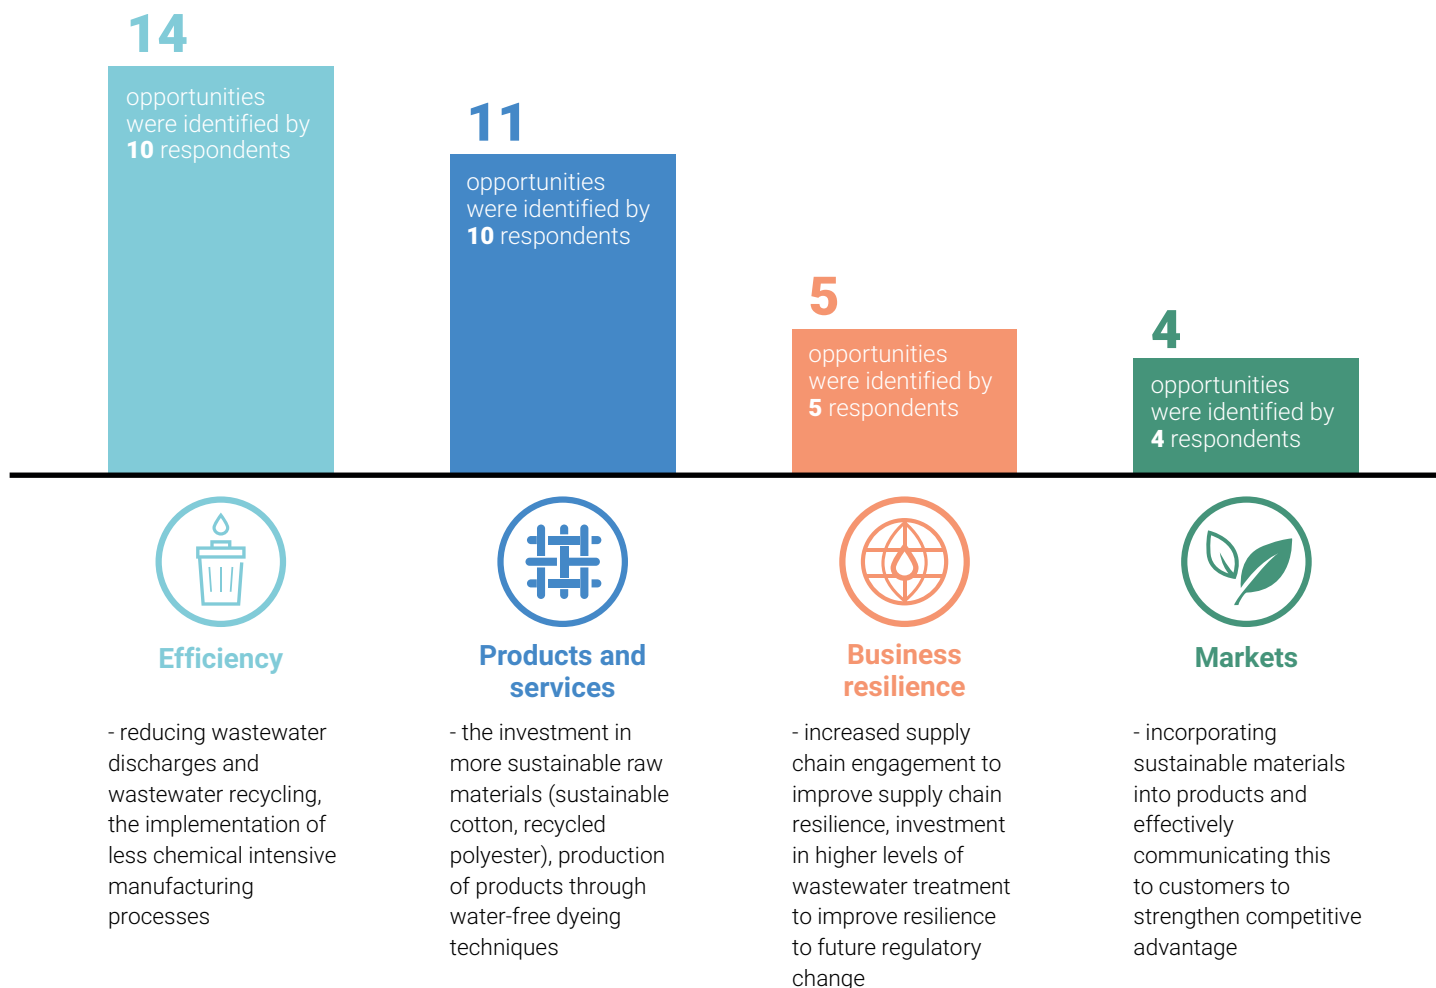 14
opportunities
were identified by
10 respondents
11
opportunities
were identified by
10 respondents
5
opportunities
were identified by
5 respondents
4
opportunities
were identified by
4 respondents
Efficiency
- reducing wastewater
discharges and
wastewater recycling,
the implementation of
less chemical intensive
manufacturing
processes
Products and
services
- the investment in
more sustainable raw
materials (sustainable
cotton, recycled
polyester), production
of products through
water-free dyeing
techniques
Business
resilience
- increased supply
chain engagement to
improve supply chain
resilience, investment
in higher levels of
wastewater treatment
to improve resilience
to future regulatory
change
Markets
- incorporating
sustainable materials
into products and
effectively
communicating this
to customers to
strengthen competitive
advantage